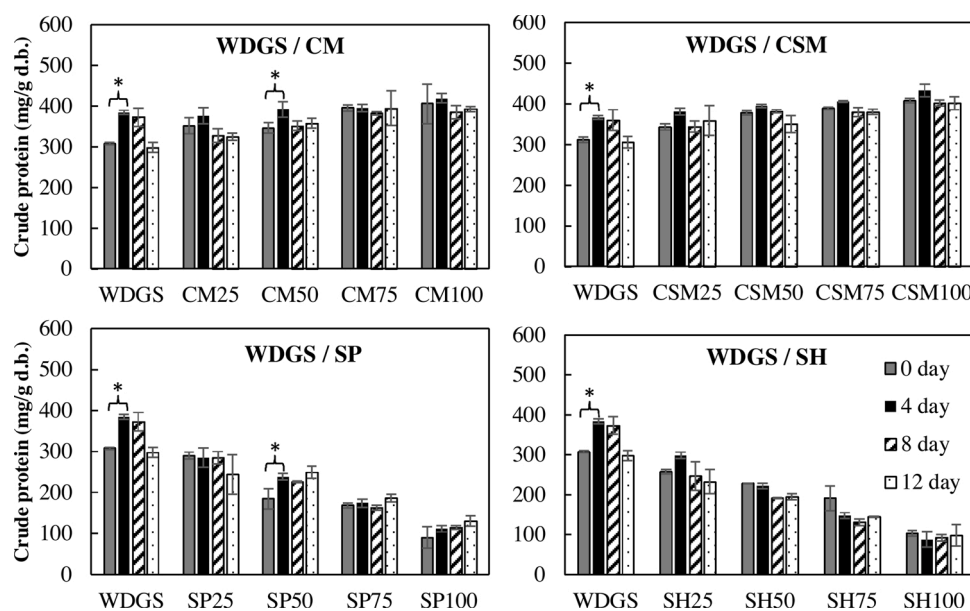 WDGS / CM
Crude protein (mg/g d.b.)
600
500
400
300
200
100
0
*
*
WDGS CM25 CM50 CM75 CM100
WDGS / CSM
600
500
400
300
200
100
0
*
WDGS CSM25 CSM50 CSM75 CSM100
WDGS / SP
Crude protein (mg/g d.b.)
600
500
400
300
200
100
0
*
*
WDGS SP25 SP50 SP75 SP100
WDGS / SH
600
500
400
300
200
100
0
*
0 day
4 day
8 day
12 day
WDGS SH25 SH50 SH75 SH100